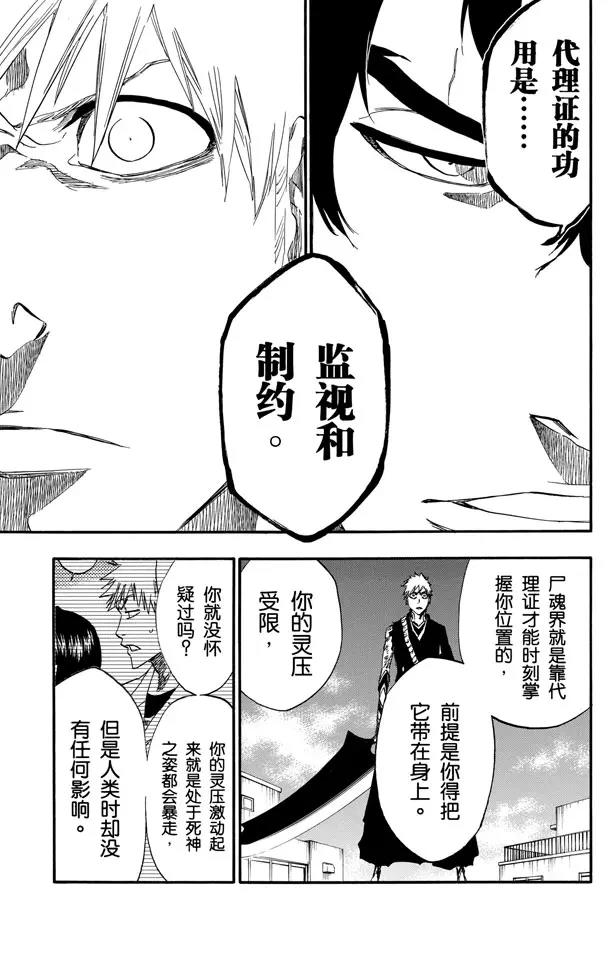 代理证的功
用是……
监视和
制约。
尸魂界就是靠代
理证才能时刻掌
握你位置的，
前提是你得把
它带在身上。
你的灵压
受限，
你就没怀
疑过吗？
你的灵压激动起
来就是处于死神
之姿都会暴走，
但是人类时却没
有任何影响。